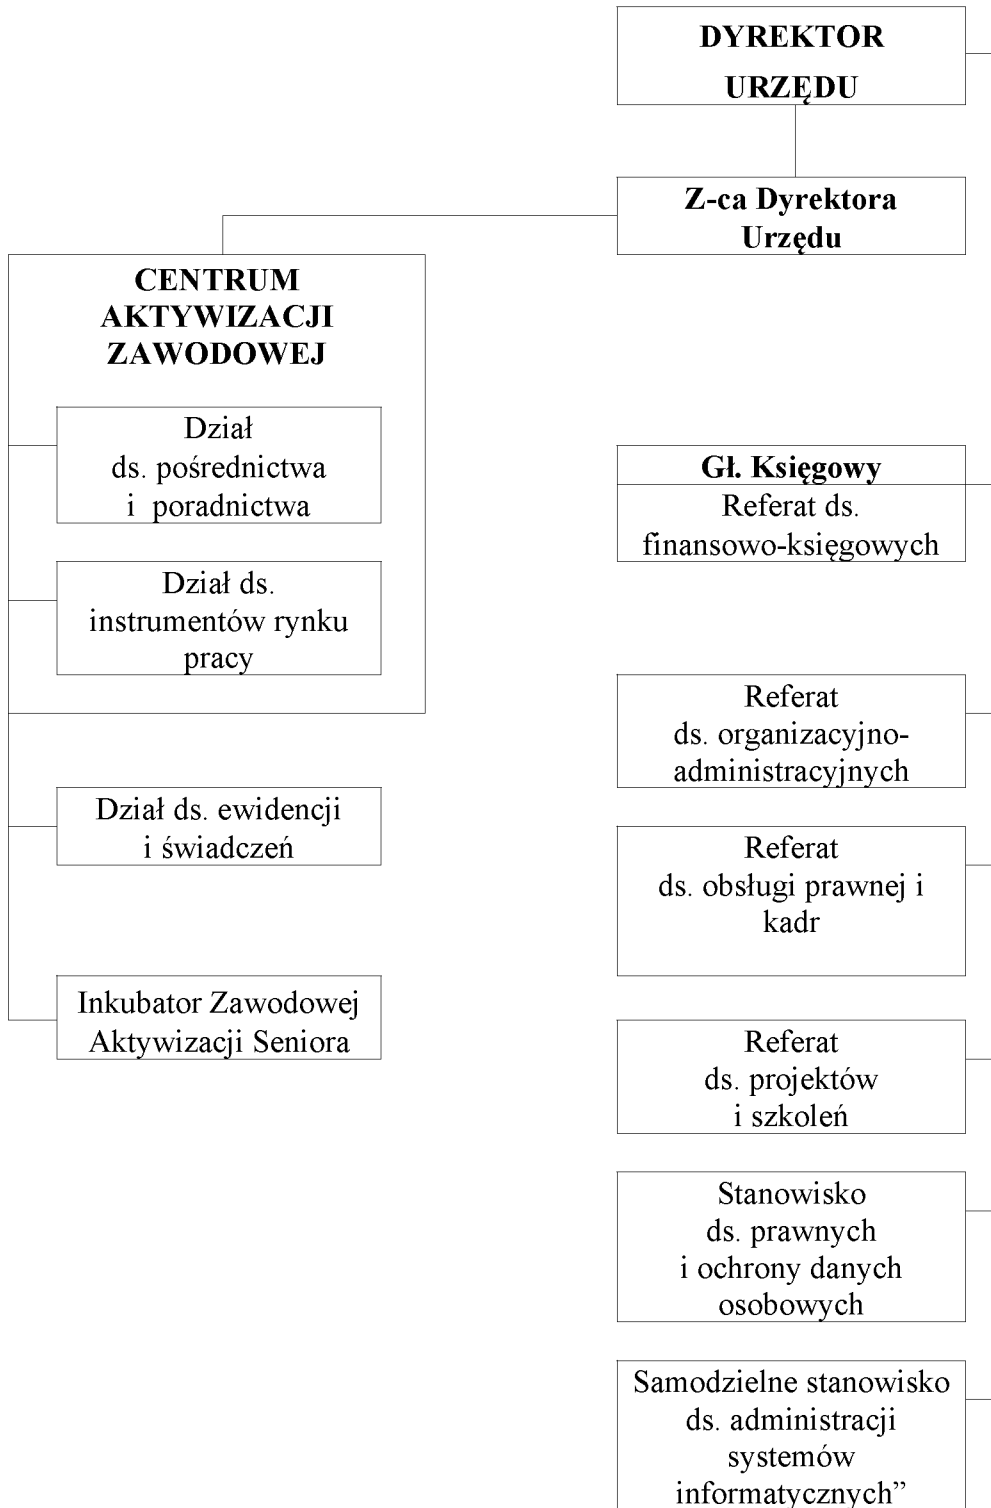 DYREKTOR
URZĘDU
Z-ca Dyrektora
Urzędu
CENTRUM
AKTYWIZACJI
ZAWODOWEJ
Dział
ds. pośrednictwa
i poradnictwa
Dział ds.
instrumentów rynku
pracy
Dział ds. ewidencji
i świadczeń
Inkubator Zawodowej
Aktywizacji Seniora
Gł. Księgowy
Referat ds.
finansowo-księgowych
Referat
ds. organizacyjno-
administracyjnych
Referat
ds. obsługi prawnej i
kadr
Referat
ds. projektów
i szkoleń
Stanowisko
ds. prawnych
i ochrony danych
osobowych
Samodzielne stanowisko
ds. administracji
systemów
informatycznych”